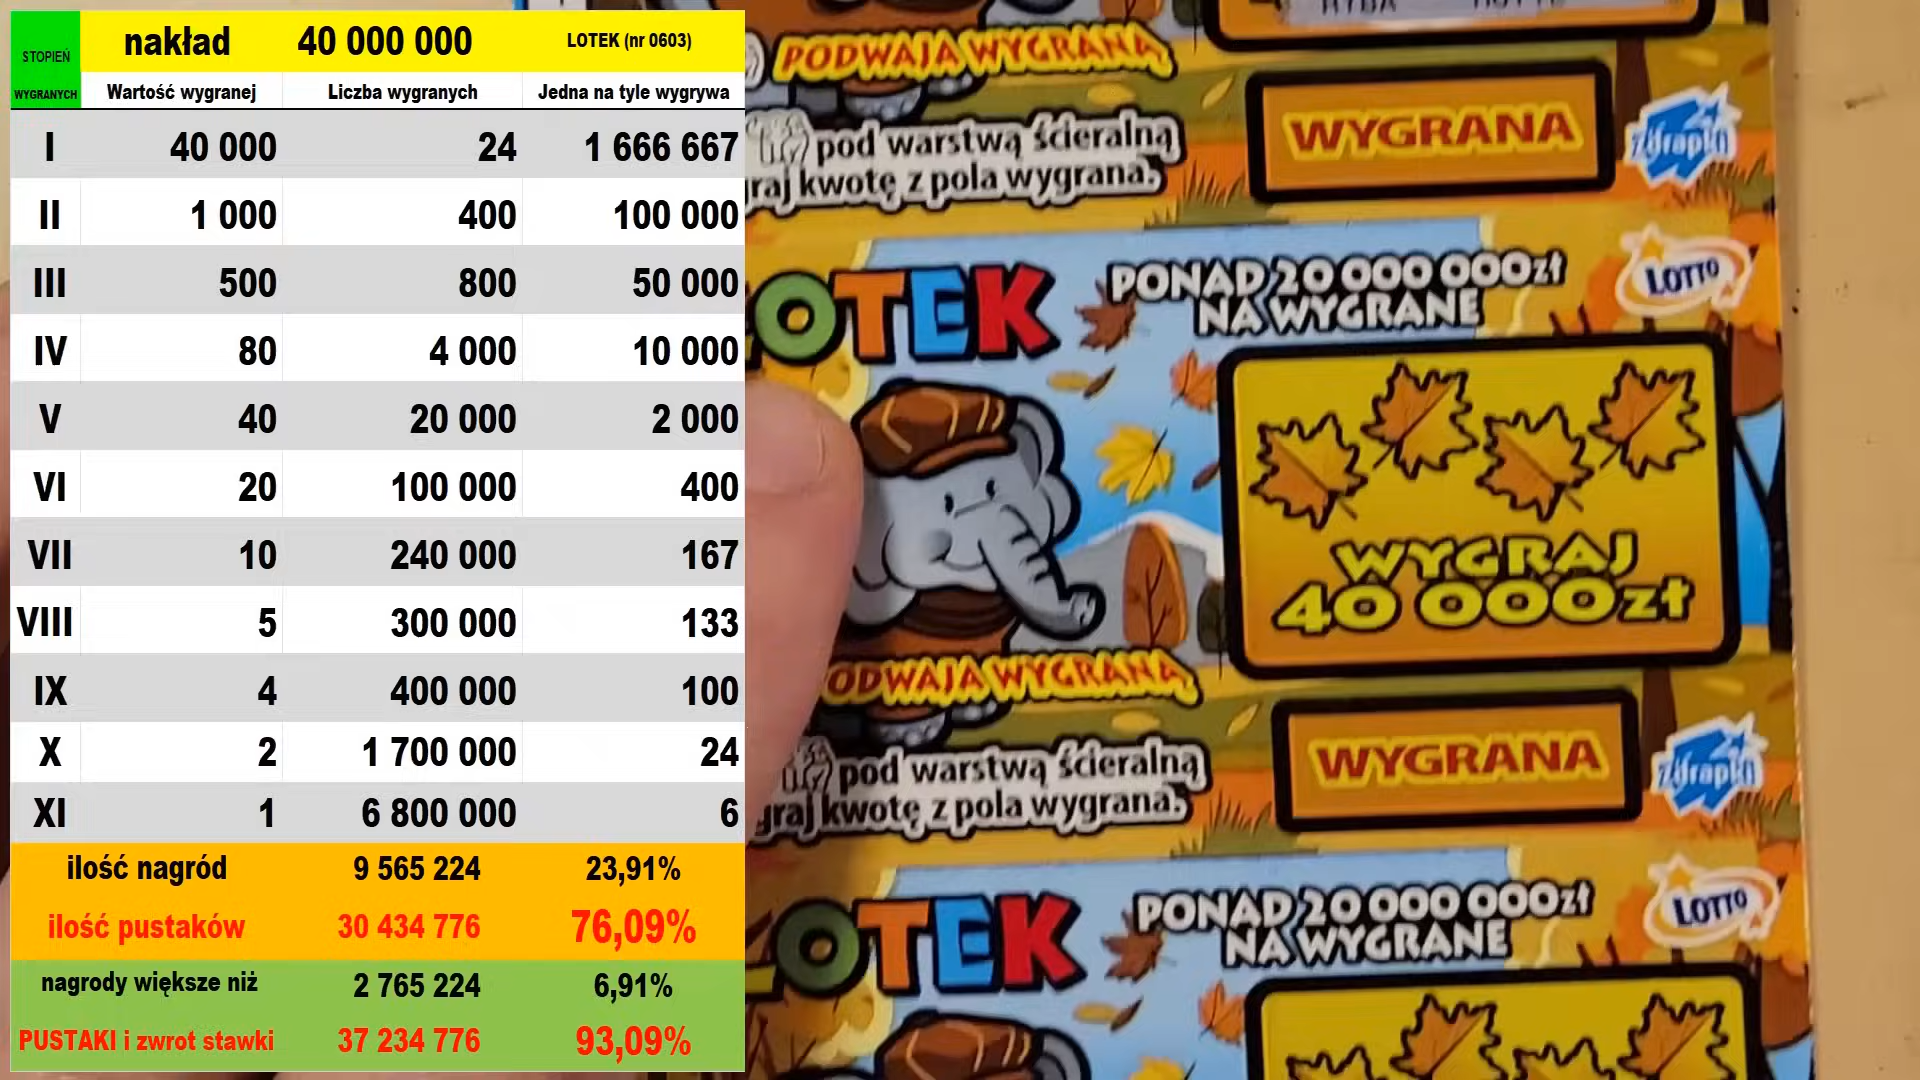 STOPIEŃ
WYGRANYCH
nakład 40 000 000 LOTEK (nr 0603)
Wartość wygranej Liczba wygranych Jedna na tyle wygrywa
I 40 000 24 1 666 667
II 1 000 400 100 000
III 500 800 50 000
IV 80 4 000 10 000
V 40 20 000 2 000
VI 20 100 000 400
VII 10 240 000 167
VIII 5 300 000 133
IX 4 400 000 100
X 2 1 700 000 24
XI 1 6 800 000 6
ilość nagród 9 565 224 23,91%
ilość pustaków 30 434 776 76,09%
nagrody większe niż 2 765 224 6,91%
PUSTAKI i zwrot stawki 37 234 776 93,09%
PODWAJA WYGRANĄ
pod warstwą ścieralną
raj kwotę z pola wygrana.
WYGRANA
Zdrapki
OTEK
PONAD 20 000 000zł
NA WYGRANE
LOTTO
WYGRAJ
40 000zł
ODWAJA WYGRANĄ
pod warstwą ścieralną
graj kwotę z pola wygrana.
WYGRANA
Zdrapki
OTEK
PONAD 20 000 000zł
NA WYGRANE
LOTTO